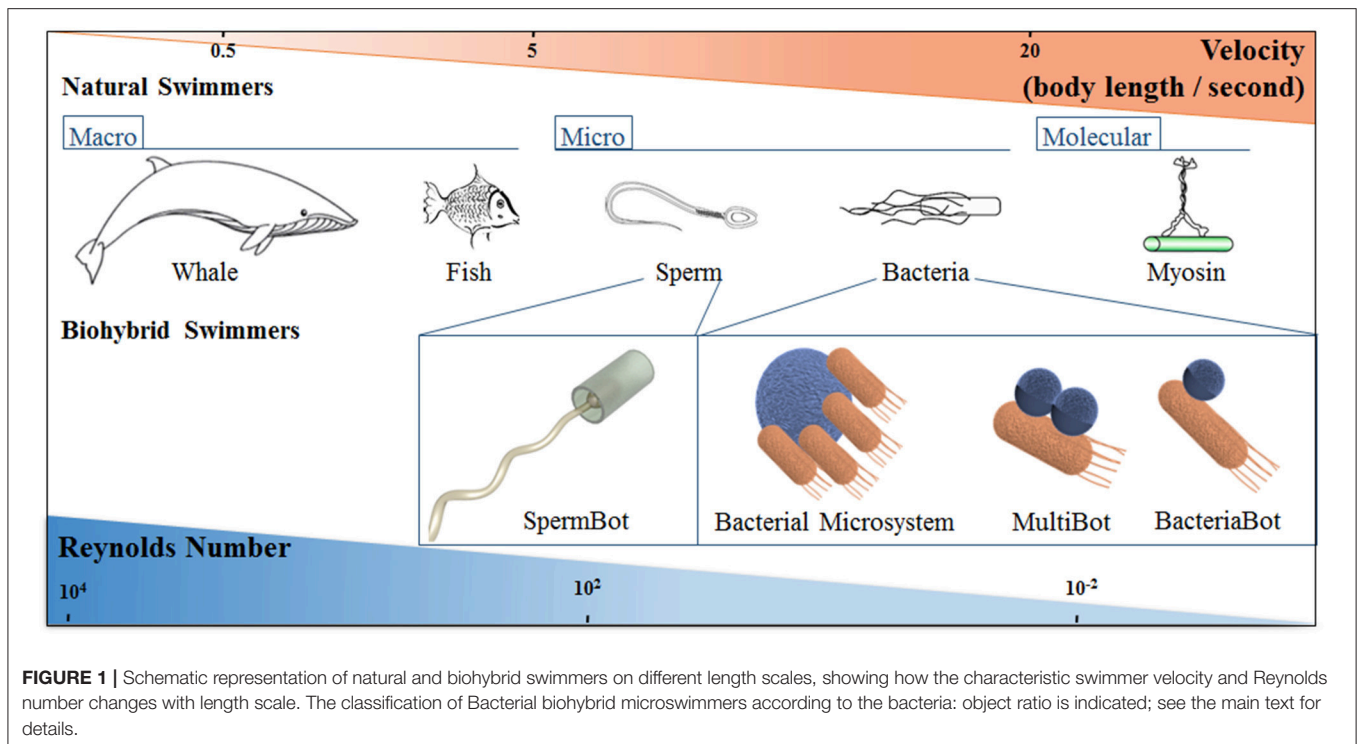 0.5 5 20 Velocity
(body length / second)
Natural Swimmers
Macro Micro Molecular
Whale Fish Sperm Bacteria Myosin
Biohybrid Swimmers
SpermBot Bacterial Microsystem MultiBot BacteriaBot
Reynolds Number
10⁴ 10² 10⁻²
FIGURE 1 | Schematic representation of natural and biohybrid swimmers on different length scales, showing how the characteristic swimmer velocity and Reynolds
number changes with length scale. The classification of Bacterial biohybrid microswimmers according to the bacteria: object ratio is indicated; see the main text for
details.